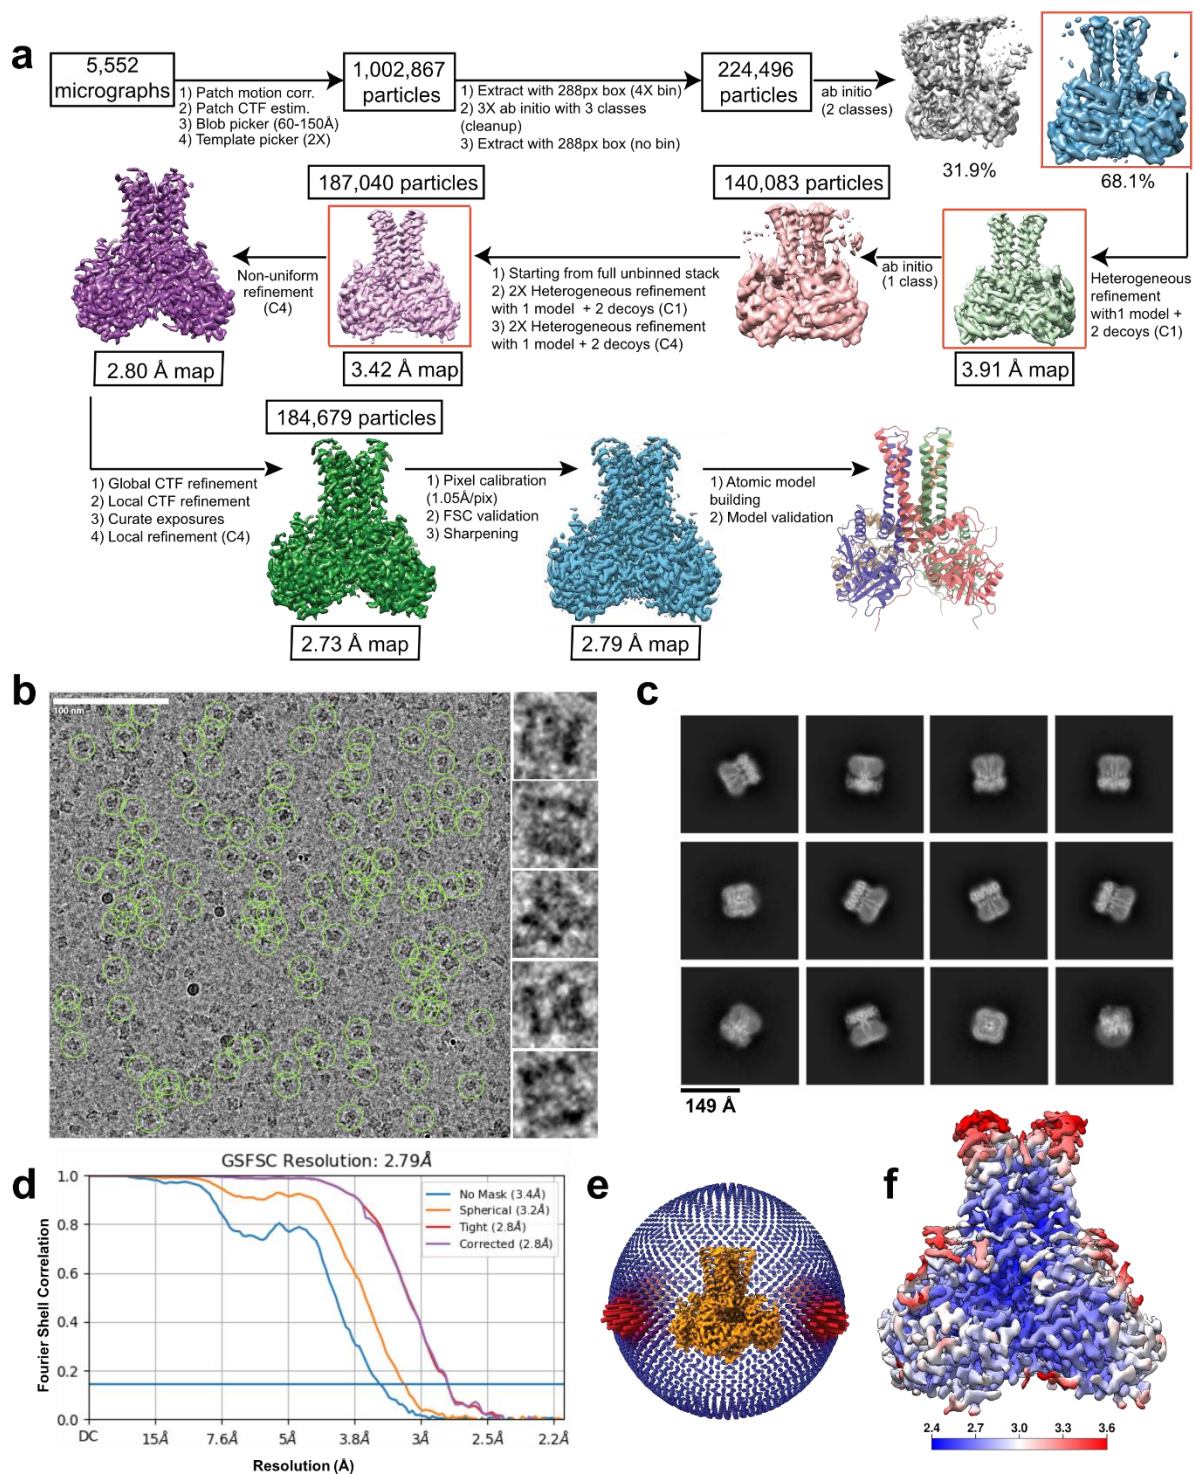 a
5,552
micrographs
1) Patch motion corr.
2) Patch CTF estim.
3) Blob picker (60-150Å)
4) Template picker (2X)
1,002,867
particles
1) Extract with 288px box (4X bin)
2) 3X ab initio with 3 classes
(cleanup)
3) Extract with 288px box (no bin)
224,496
particles
ab initio
(2 classes)
31.9%
68.1%
Heterogeneous
refinement
with1 model +
2 decoys (C1)
3.91 Å map
ab initio
(1 class)
140,083 particles
1) Starting from full unbinned stack
2) 2X Heterogeneous refinement
with 1 model + 2 decoys (C1)
3) 2X Heterogeneous refinement
with 1 model + 2 decoys (C4)
187,040 particles
3.42 Å map
Non-uniform
refinement
(C4)
2.80 Å map
1) Global CTF refinement
2) Local CTF refinement
3) Curate exposures
4) Local refinement (C4)
184,679 particles
2.73 Å map
1) Pixel calibration
(1.05Å/pix)
2) FSC validation
3) Sharpening
2.79 Å map
1) Atomic model
building
2) Model validation
b
100 nm
c
149 Å
d
GSFSC Resolution: 2.79Å
No Mask (3.4Å)
Spherical (3.2Å)
Tight (2.8Å)
Corrected (2.8Å)
Fourier Shell Correlation
1.0
0.8
0.6
0.4
0.2
0.0
DC 15Å 7.6Å 5Å 3.8Å 3Å 2.5Å 2.2Å
Resolution (Å)
e
f
2.4 2.7 3.0 3.3 3.6